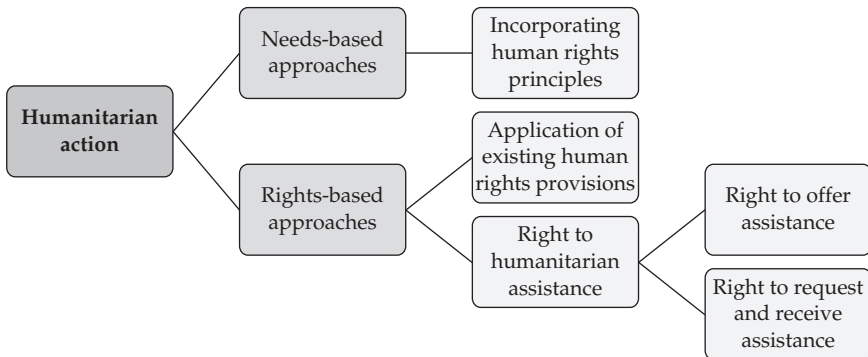 Humanitarian
action
Needs-based
approaches
Incorporating
human rights
principles
Rights-based
approaches
Application of
existing human
rights provisions
Right to
humanitarian
assistance
Right to offer
assistance
Right to request
and receive
assistance